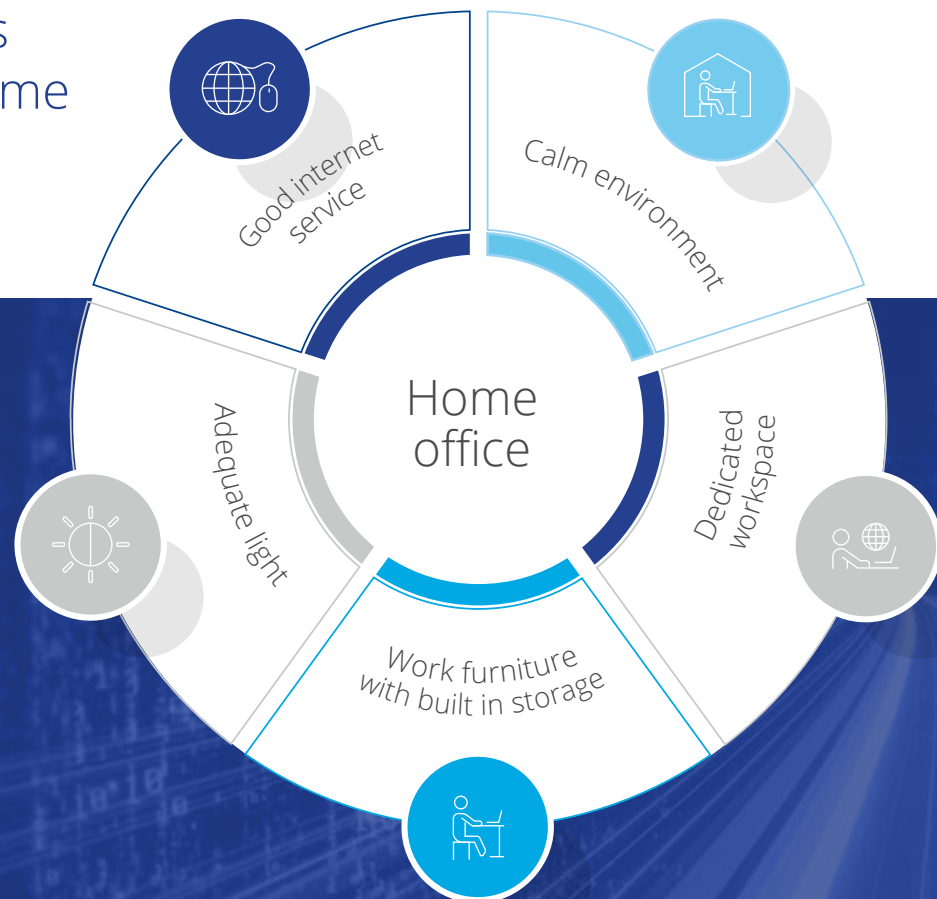 Good internet
service
Calm environment
Dedicated
workspace
Work furniture
with built in storage
Adequate light
Home
office